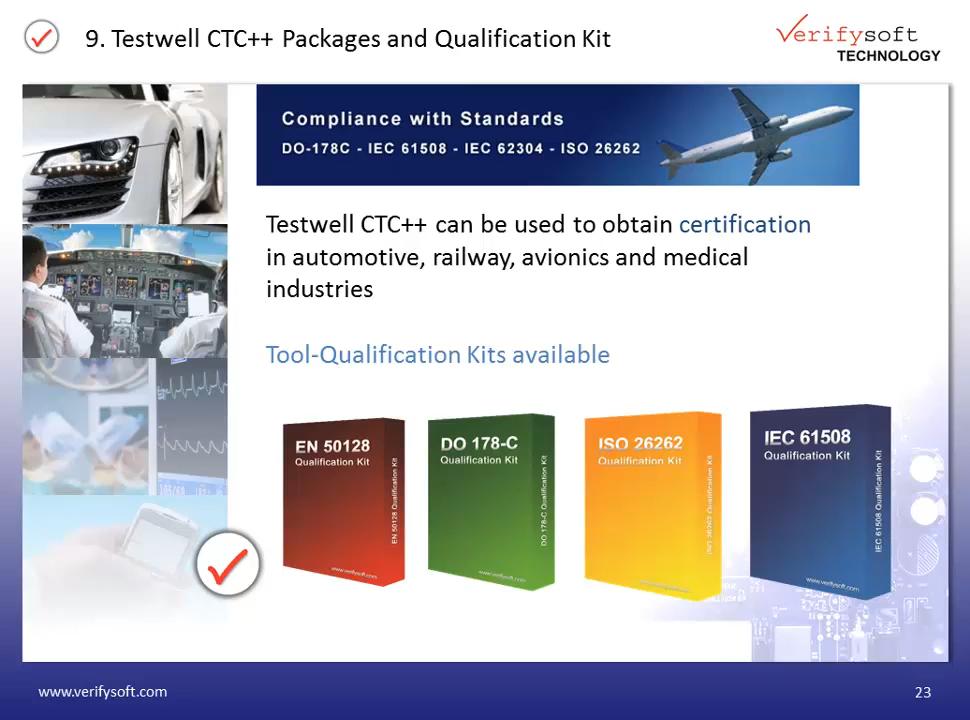 9. Testwell CTC++ Packages and Qualification Kit
Verifysoft
TECHNOLOGY
Compliance with Standards
DO-178C - IEC 61508 - IEC 62304 - ISO 26262
Testwell CTC++ can be used to obtain certification
in automotive, railway, avionics and medical
industries
Tool-Qualification Kits available
EN 50128
Qualification Kit
EN 50128 Qualification Kit
www.verifysoft.com
DO 178-C
Qualification Kit
DO 178-C Qualification Kit
www.verifysoft.com
ISO 26262
Qualification Kit
ISO 26262 Qualification Kit
IEC 61508
Qualification Kit
IEC 61508 Qualification Kit
www.verifysoft.com
www.verifysoft.com
23